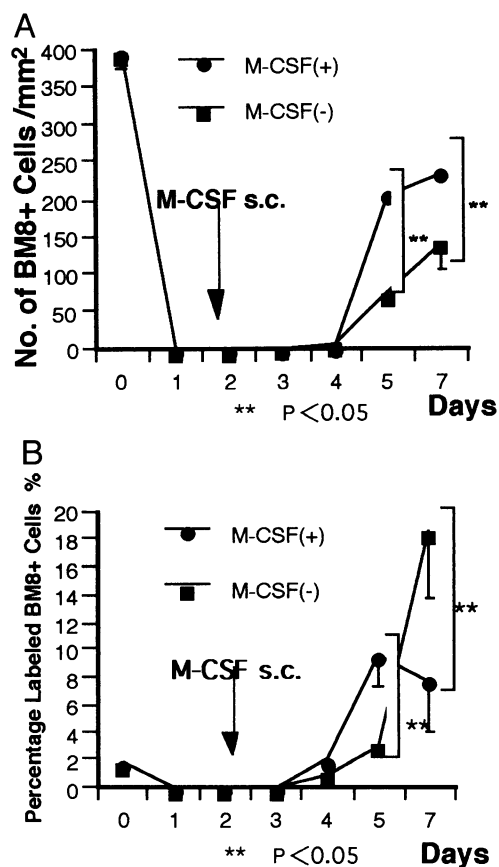 A
No. of BM8+ Cells /mm2
400
350
300
250
200
150
100
50
0
M-CSF(+)
M-CSF(-)
M-CSF s.c.
**
**
0 1 2 3 4 5 7
** P<0.05 Days
B
Percentage Labeled BM8+ Cells %
20
18
16
14
12
10
8
6
4
2
0
M-CSF(+)
M-CSF(-)
M-CSF s.c.
**
**
0 1 2 3 4 5 7
** P<0.05 Days